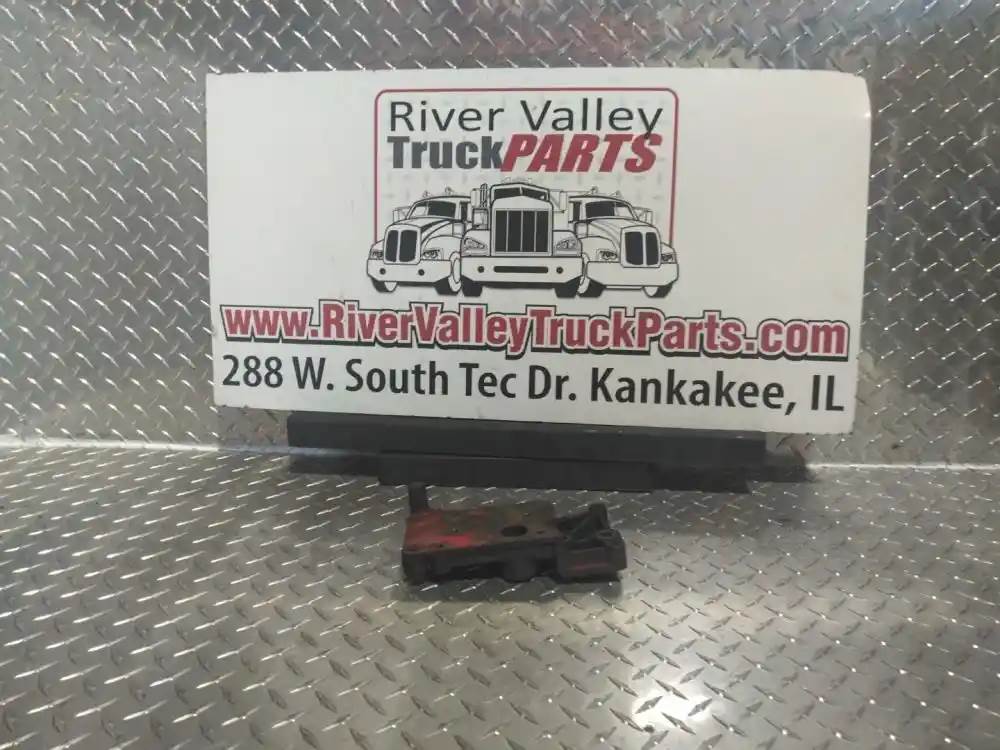 River Valley
TruckPARTS
www.RiverValleyTruckParts.com
288 W. South Tec Dr. Kankakee, IL